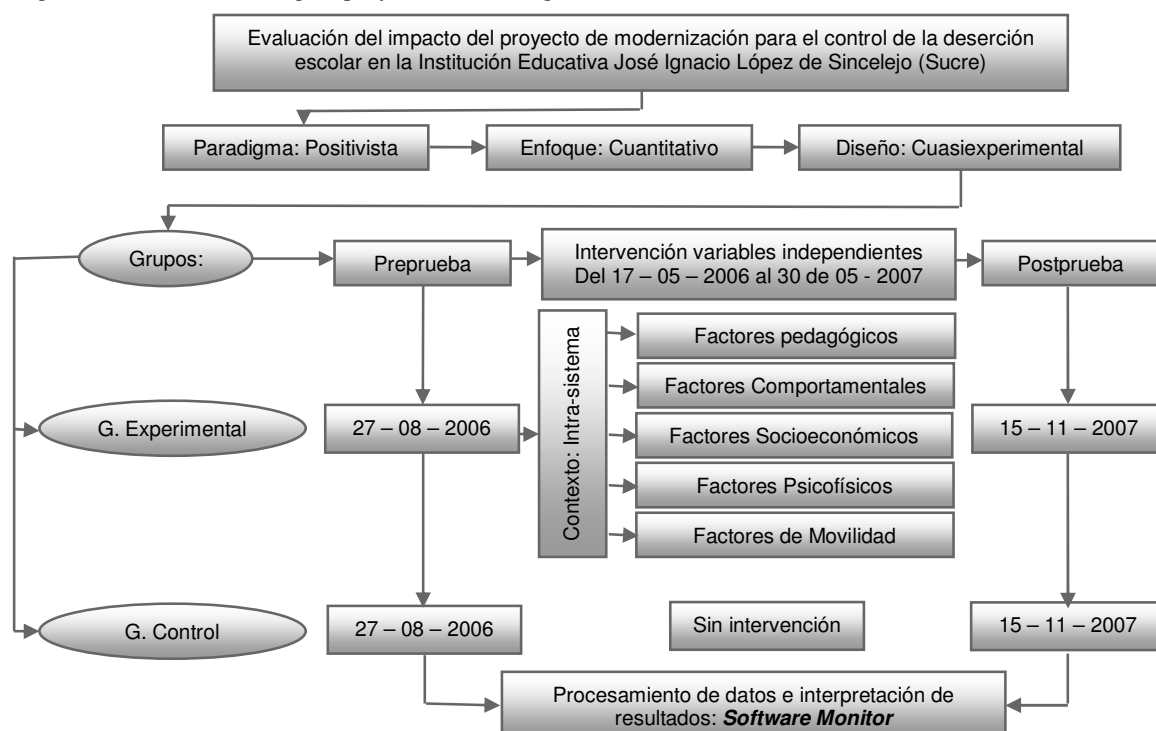 Evaluación del impacto del proyecto de modernización para el control de la deserción
escolar en la Institución Educativa José Ignacio López de Sincelejo (Sucre)
Paradigma: Positivista
Enfoque: Cuantitativo
Diseño: Cuasiexperimental
Grupos:
Preprueba
Intervención variables independientes
Del 17 – 05 – 2006 al 30 de 05 - 2007
Postprueba
Contexto: Intra-sistema
Factores pedagógicos
Factores Comportamentales
G. Experimental
27 – 08 – 2006
Factores Socioeconómicos
15 – 11 – 2007
Factores Psicofísicos
Factores de Movilidad
G. Control
27 – 08 – 2006
Sin intervención
15 – 11 – 2007
Procesamiento de datos e interpretación de
resultados: Software Monitor